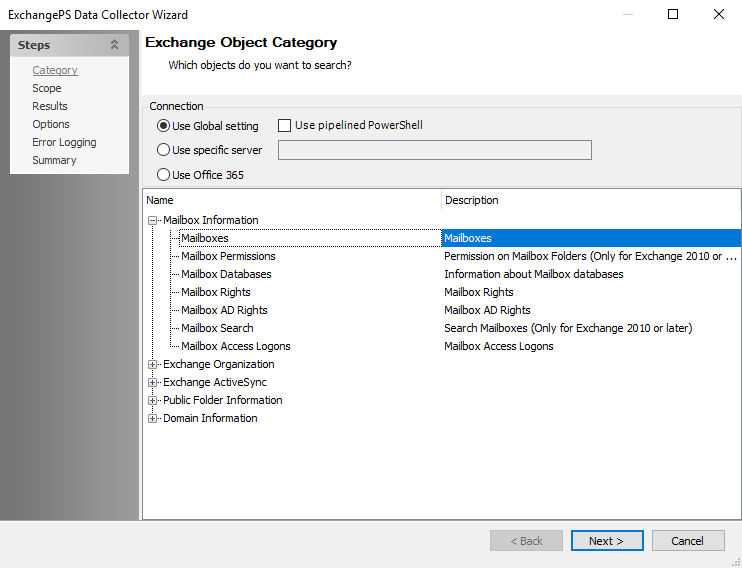 ExchangePS Data Collector Wizard
Steps
Category
Scope
Results
Options
Error Logging
Summary
Exchange Object Category
Which objects do you want to search?
Connection
Use Global setting Use pipelined PowerShell
Use specific server
Use Office 365
Name Description
Mailbox Information
Mailboxes Mailboxes
Mailbox Permissions Permission on Mailbox Folders (Only for Exchange 2010 or ...
Mailbox Databases Information about Mailbox databases
Mailbox Rights Mailbox Rights
Mailbox AD Rights Mailbox AD Rights
Mailbox Search Search Mailboxes (Only for Exchange 2010 or later)
Mailbox Access Logons Mailbox Access Logons
Exchange Organization
Exchange ActiveSync
Public Folder Information
Domain Information
< Back Next > Cancel